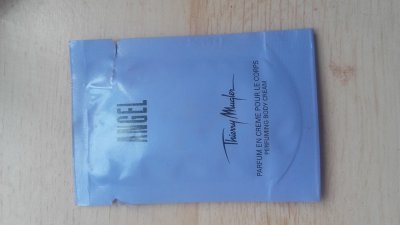 ANGEL
Thierry Mugler
PARFUM EN CREME POUR LE CORPS
PERFUMING BODY CREAM